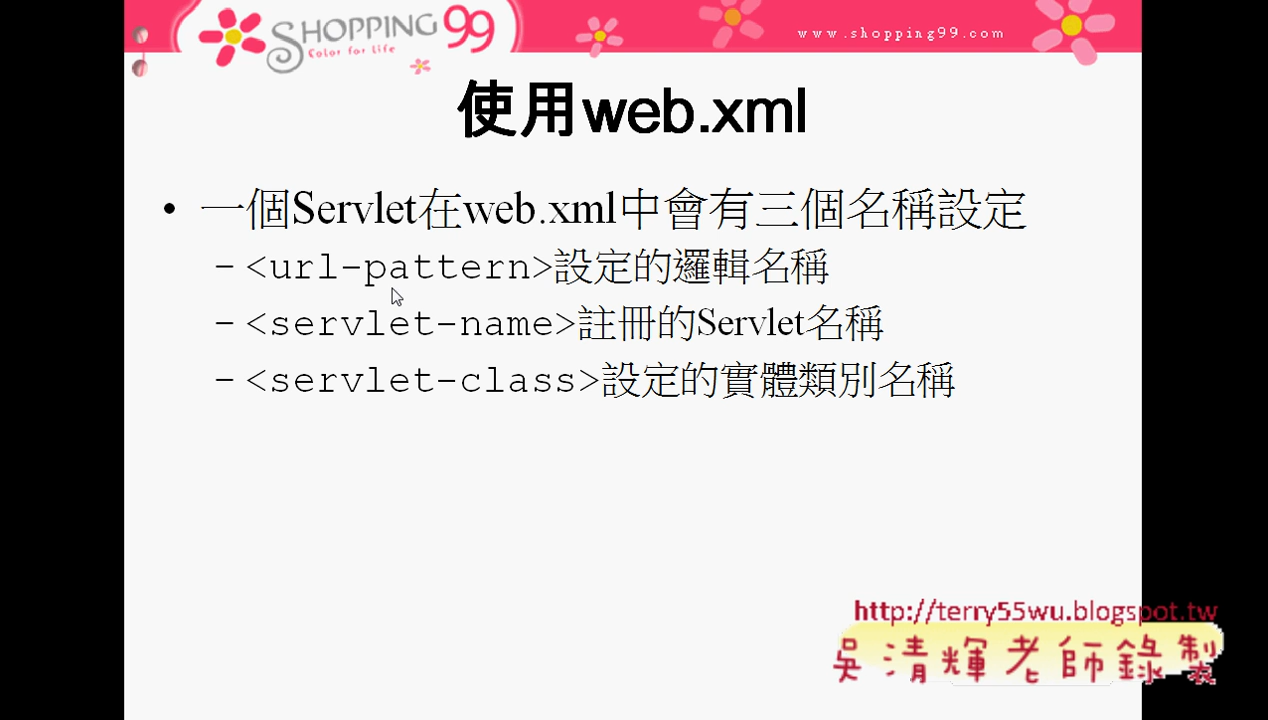 SHOPPING 99
Color for Life
www.shopping99.com
使用web.xml
• 一個Servlet在web.xml中會有三個名稱設定
– <url-pattern>設定的邏輯名稱
– <servlet-name>註冊的Servlet名稱
– <servlet-class>設定的實體類別名稱
http://terry55wu.blogspot.tw
吳清輝老師錄製